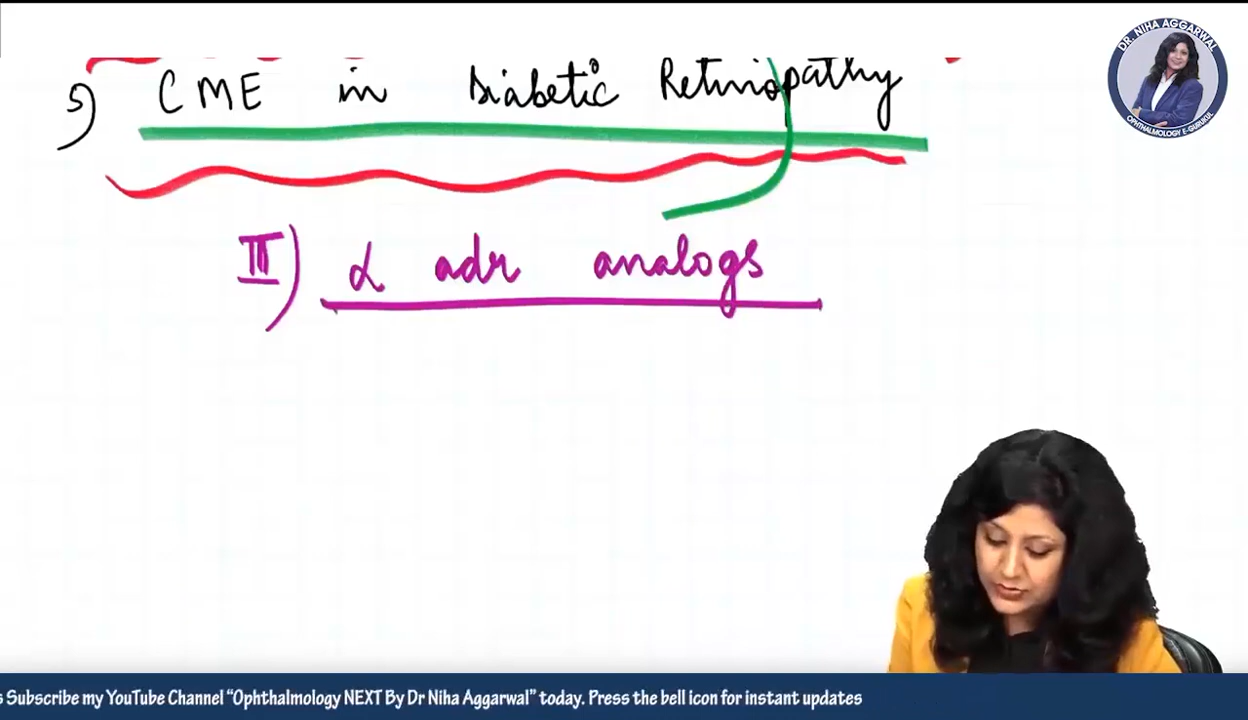 DR. NIHA AGGARWAL
OPHTHALMOLOGY E-GURUKUL
5) CME in Diabetic Retinopathy
III) α adr analogs
s Subscribe my YouTube Channel “Ophthalmology NEXT By Dr Niha Aggarwal” today. Press the bell icon for instant updates